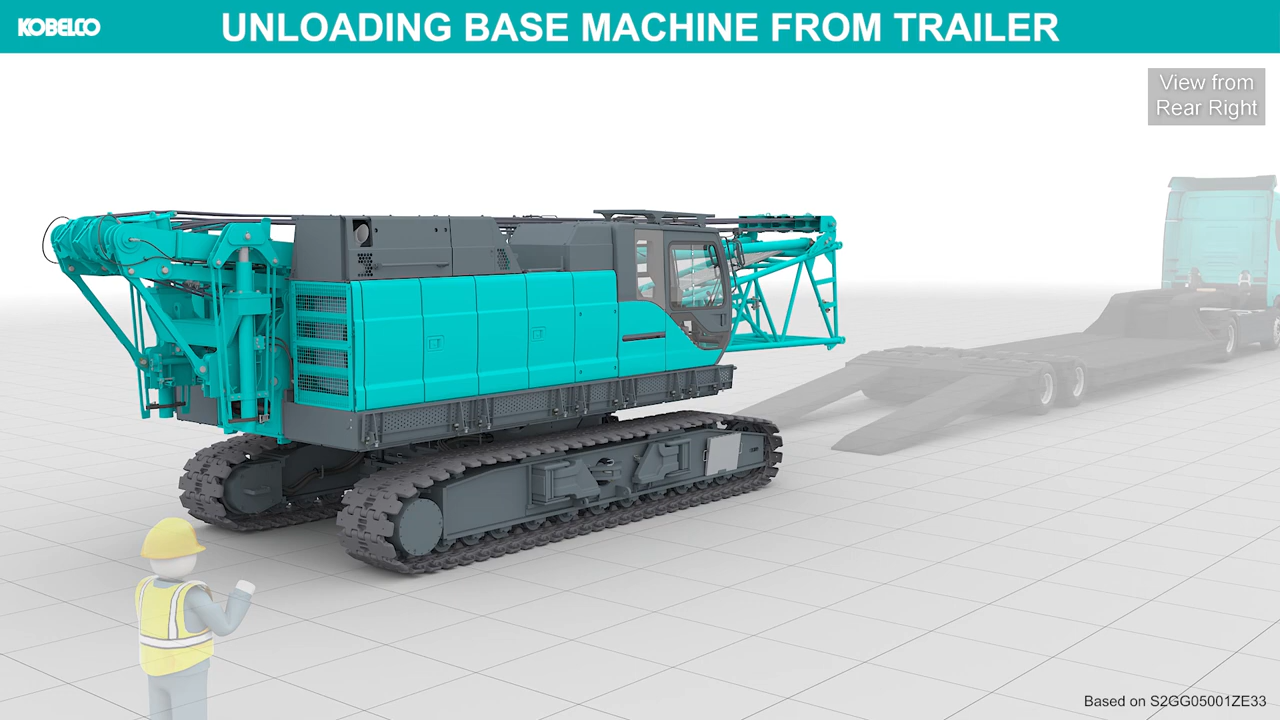 KOBELCO
UNLOADING BASE MACHINE FROM TRAILER
View from
Rear Right
Based on S2GG05001ZE33